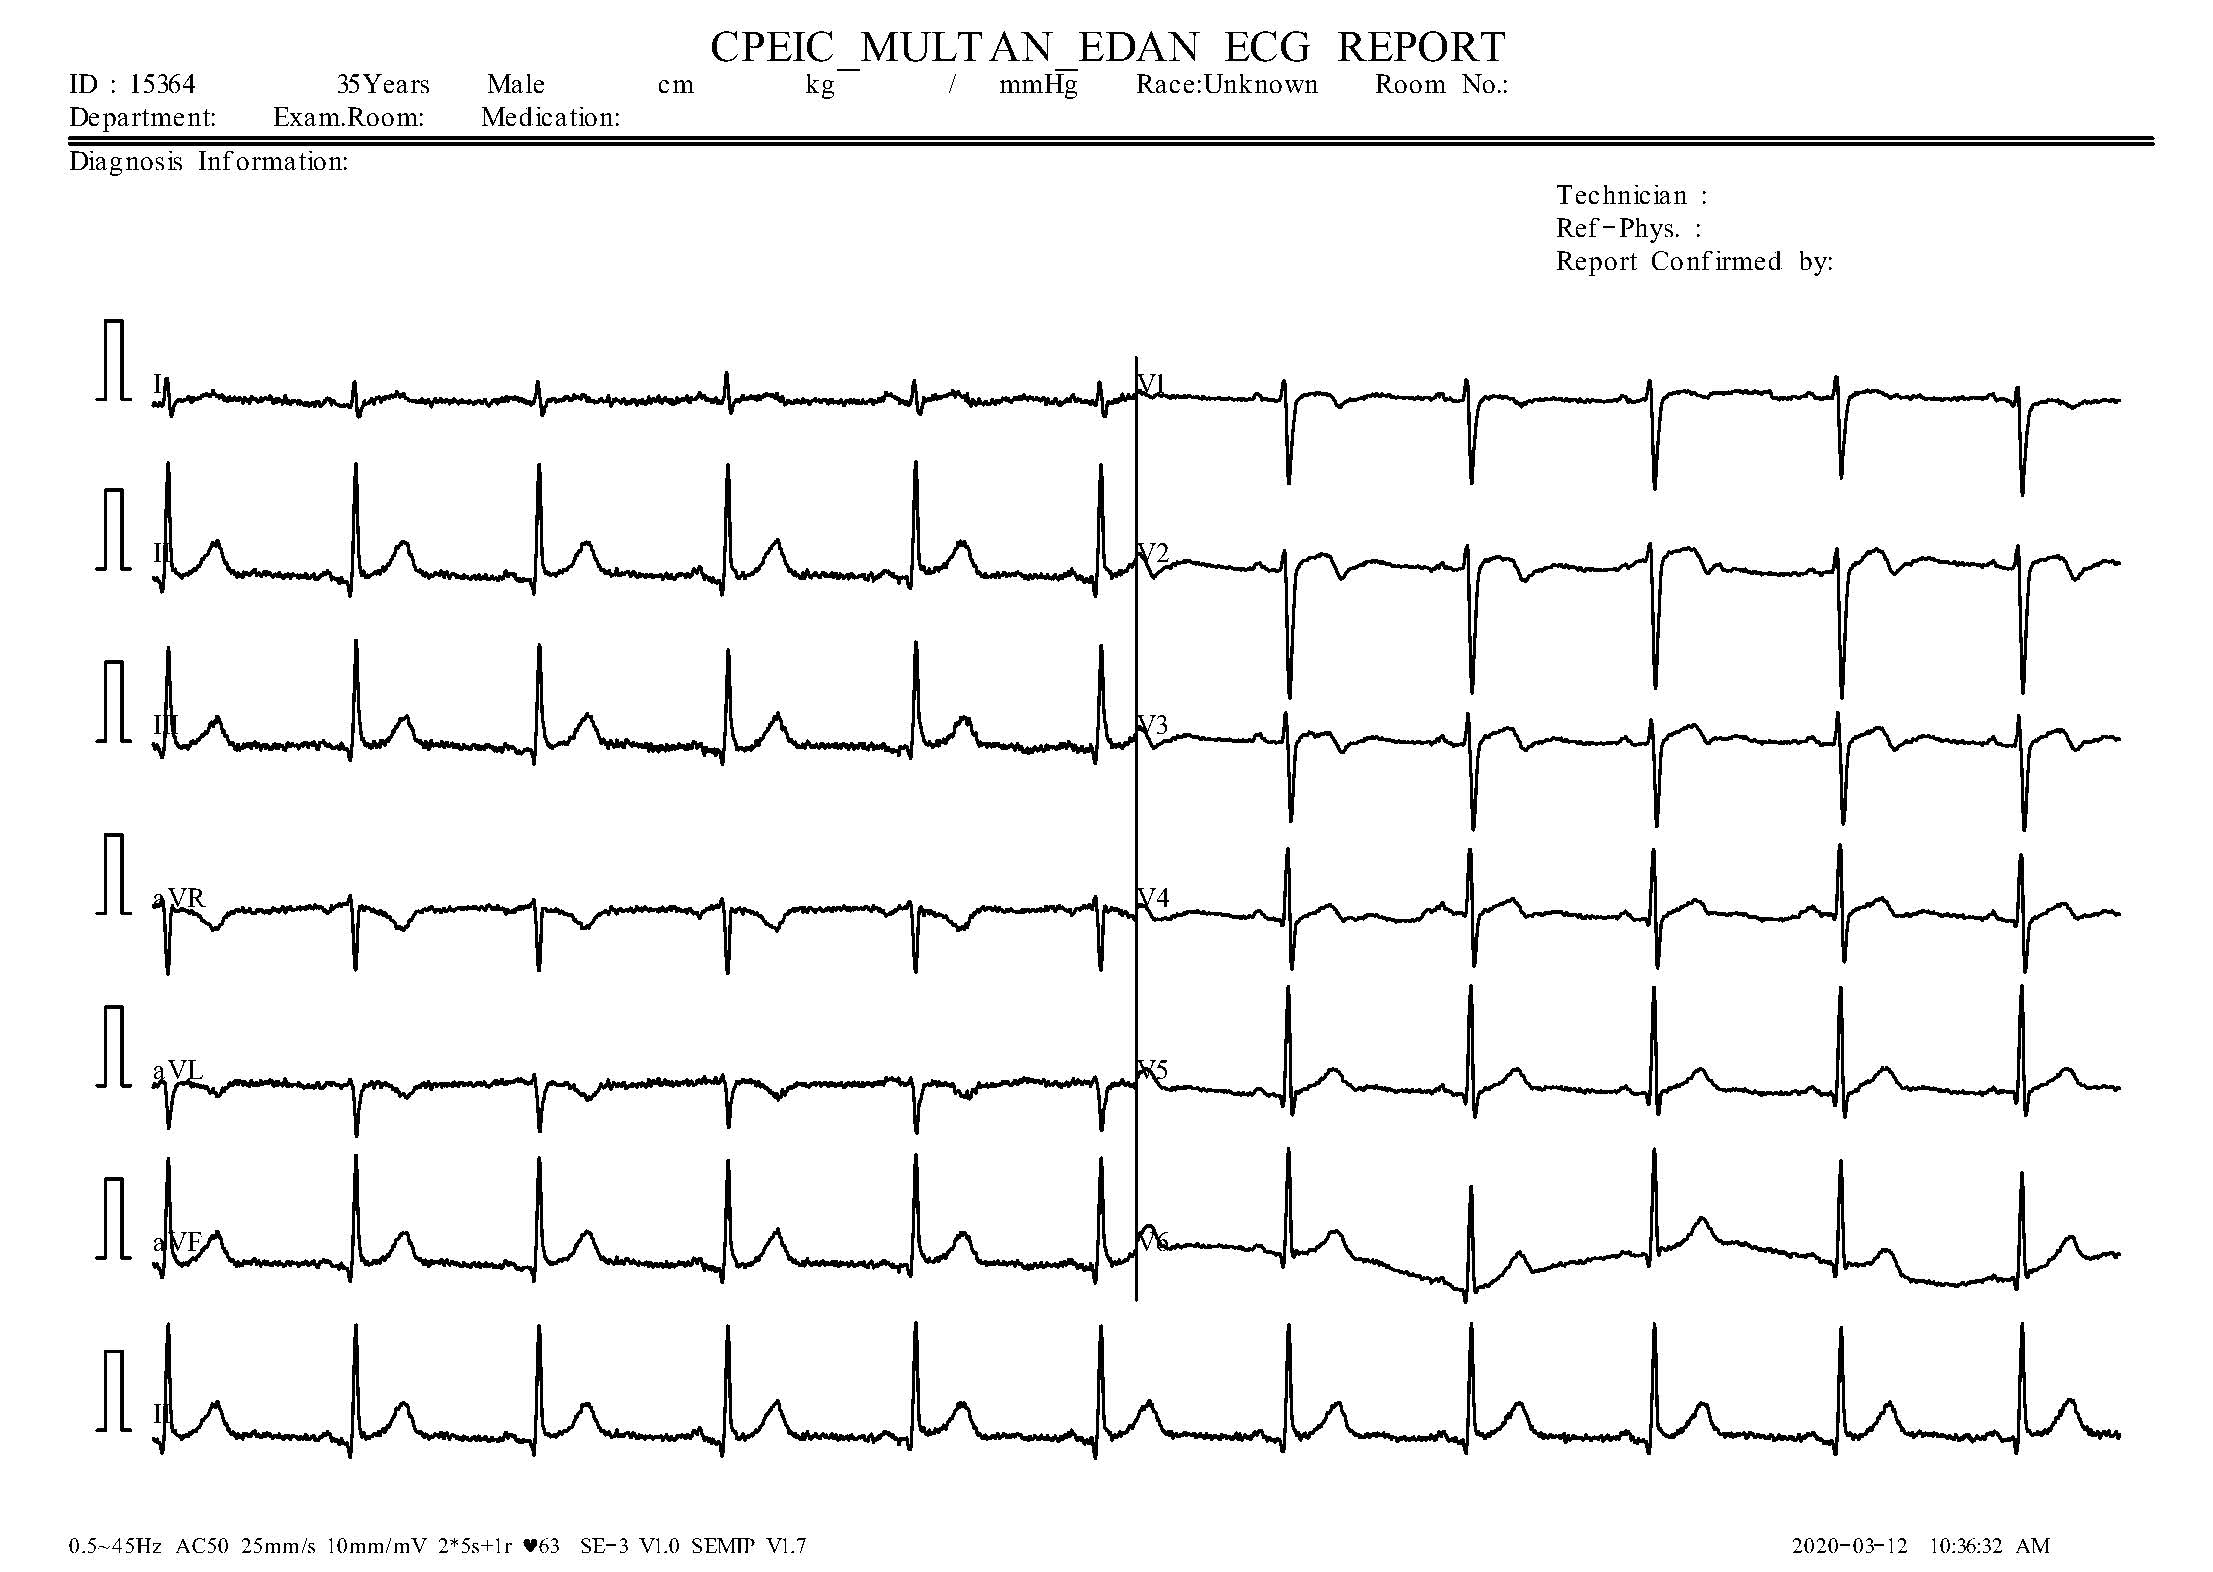 CPEIC_MULTAN_EDAN ECG REPORT
ID : 15364 35Years Male cm kg / mmHg Race:Unknown Room No.:
Department: Exam.Room: Medication:
Diagnosis Information:
Technician :
Ref-Phys. :
Report Confirmed by:
I V1
II V2
III V3
aVR V4
aVL V5
aVF V6
II
0.5~45Hz AC50 25mm/s 10mm/mV 2*5s+1r ♥63 SE-3 V1.0 SEMIP V1.7 2020-03-12 10:36:32 AM